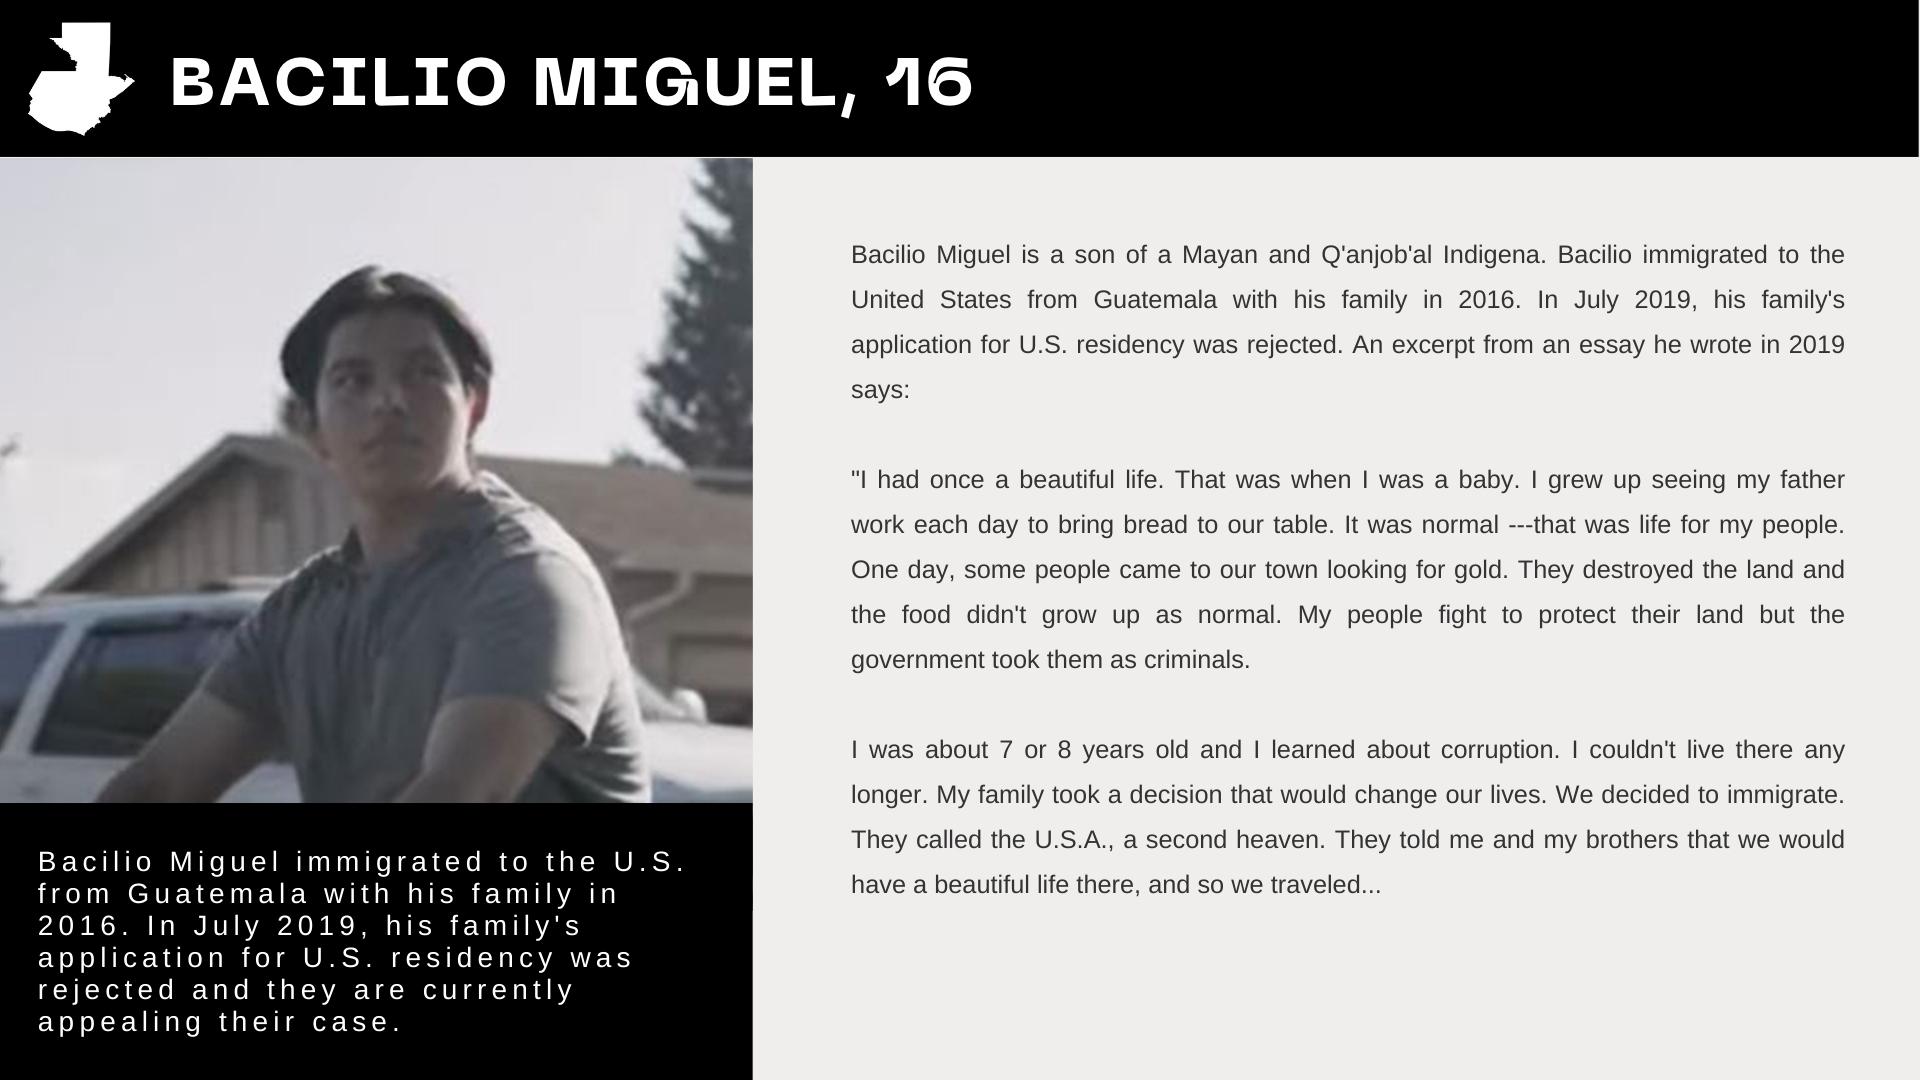 BACILIO MIGUEL, 16
Bacilio Miguel immigrated to the U.S.
from Guatemala with his family in
2016. In July 2019, his family's
application for U.S. residency was
rejected and they are currently
appealing their case.
Bacilio Miguel is a son of a Mayan and Q'anjob'al Indigena. Bacilio immigrated to the
United States from Guatemala with his family in 2016. In July 2019, his family's
application for U.S. residency was rejected. An excerpt from an essay he wrote in 2019
says:
"I had once a beautiful life. That was when I was a baby. I grew up seeing my father
work each day to bring bread to our table. It was normal ---that was life for my people.
One day, some people came to our town looking for gold. They destroyed the land and
the food didn't grow up as normal. My people fight to protect their land but the
government took them as criminals.
I was about 7 or 8 years old and I learned about corruption. I couldn't live there any
longer. My family took a decision that would change our lives. We decided to immigrate.
They called the U.S.A., a second heaven. They told me and my brothers that we would
have a beautiful life there, and so we traveled...